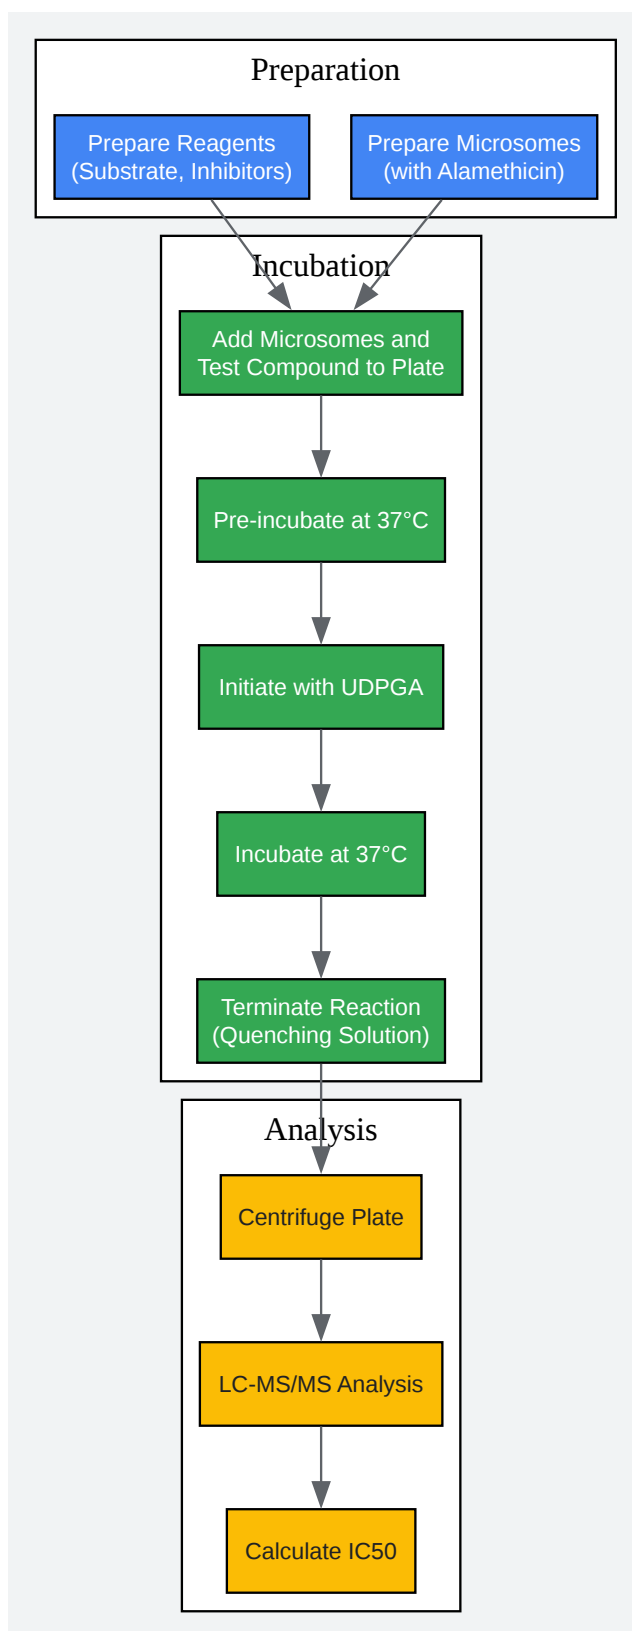 Preparation
Prepare Reagents
(Substrate, Inhibitors)
Prepare Microsomes
(with Alamethicin)
Incubation
Add Microsomes and
Test Compound to Plate
Pre-incubate at 37°C
Initiate with UDPGA
Incubate at 37°C
Terminate Reaction
(Quenching Solution)
Analysis
Centrifuge Plate
LC-MS/MS Analysis
Calculate IC50